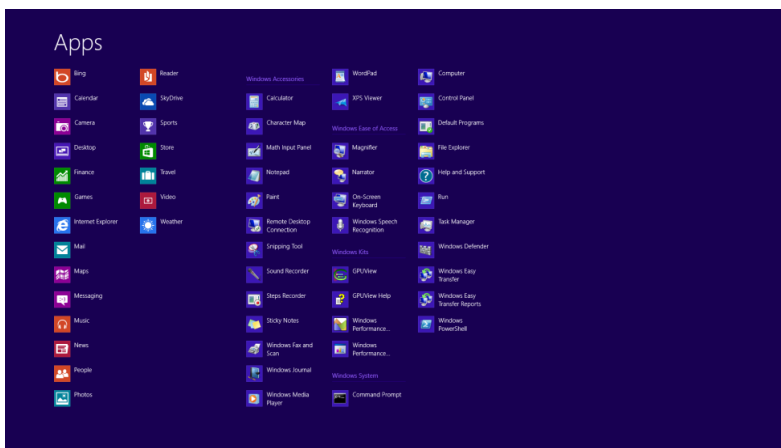 Apps
Bing
Calendar
Camera
Desktop
Finance
Games
Internet Explorer
Mail
Maps
Messaging
Music
News
People
Photos
Reader
SkyDrive
Sports
Store
Travel
Video
Weather
Windows Accessories
Calculator
Character Map
Math Input Panel
Notepad
Paint
Remote Desktop
Connection
Snipping Tool
Sound Recorder
Steps Recorder
Sticky Notes
Windows Fax and
Scan
Windows Journal
Windows Media
Player
WordPad
XPS Viewer
Windows Ease of Access
Magnifier
Narrator
On-Screen
Keyboard
Windows Speech
Recognition
Windows Kits
GPUView
GPUView Help
Windows
Performance...
Windows
Performance...
Windows System
Command Prompt
Computer
Control Panel
Default Programs
File Explorer
Help and Support
Run
Task Manager
Windows Defender
Windows Easy
Transfer
Windows Easy
Transfer Reports
Windows
PowerShell